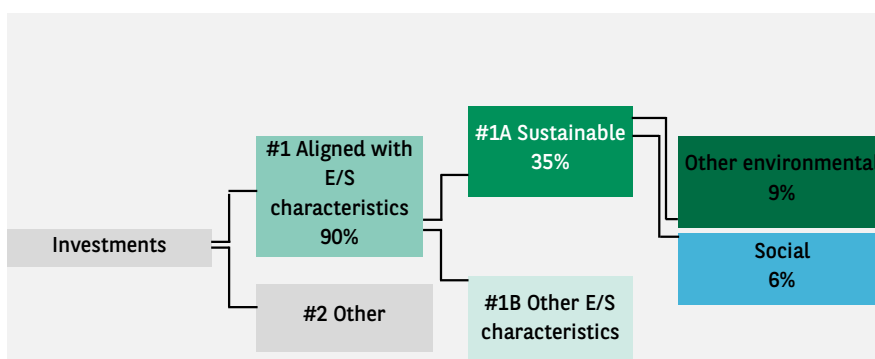 Investments
#1 Aligned with
E/S
characteristics
90%
#2 Other
#1A Sustainable
35%
#1B Other E/S
characteristics
Other environmental
9%
Social
6%